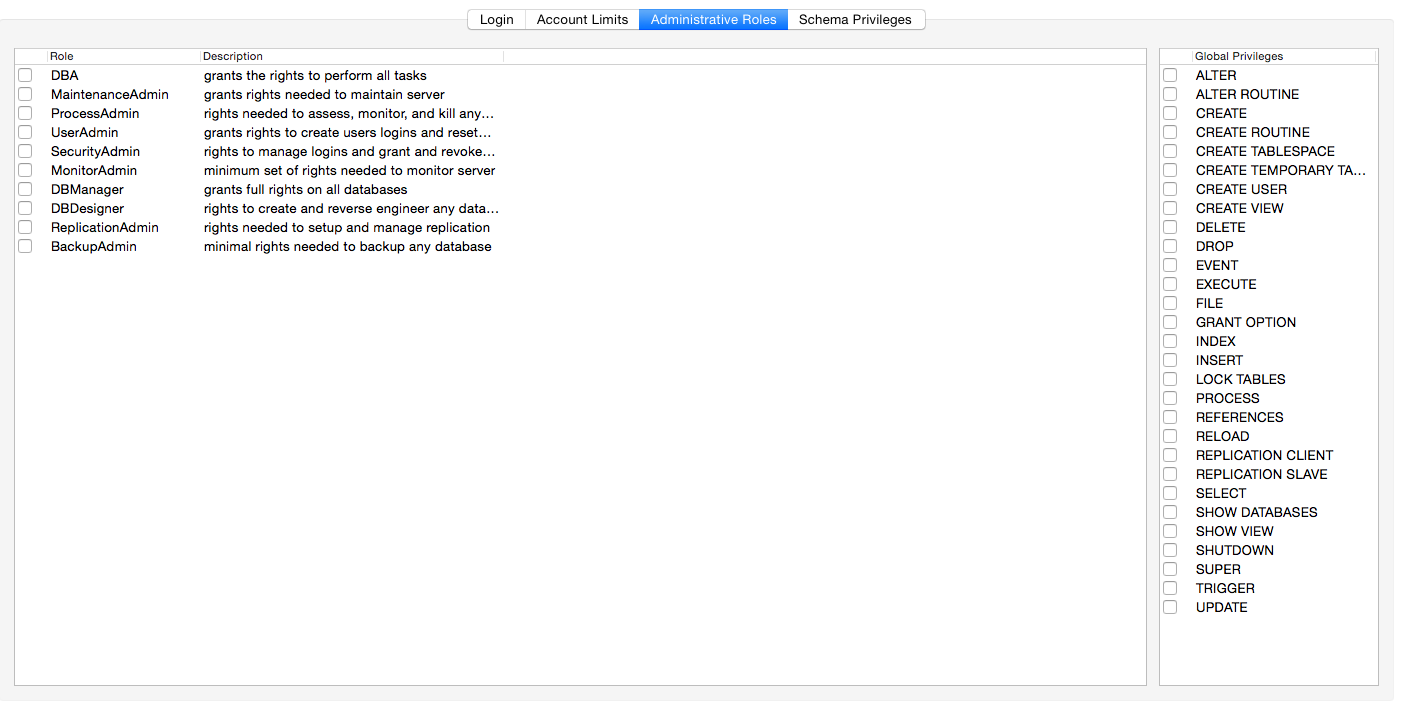 Login Account Limits Administrative Roles Schema Privileges
Role Description
DBA grants the rights to perform all tasks
MaintenanceAdmin grants rights needed to maintain server
ProcessAdmin rights needed to assess, monitor, and kill any…
UserAdmin grants rights to create users logins and reset…
SecurityAdmin rights to manage logins and grant and revoke…
MonitorAdmin minimum set of rights needed to monitor server
DBManager grants full rights on all databases
DBDesigner rights to create and reverse engineer any data…
ReplicationAdmin rights needed to setup and manage replication
BackupAdmin minimal rights needed to backup any database
Global Privileges
ALTER
ALTER ROUTINE
CREATE
CREATE ROUTINE
CREATE TABLESPACE
CREATE TEMPORARY TA…
CREATE USER
CREATE VIEW
DELETE
DROP
EVENT
EXECUTE
FILE
GRANT OPTION
INDEX
INSERT
LOCK TABLES
PROCESS
REFERENCES
RELOAD
REPLICATION CLIENT
REPLICATION SLAVE
SELECT
SHOW DATABASES
SHOW VIEW
SHUTDOWN
SUPER
TRIGGER
UPDATE